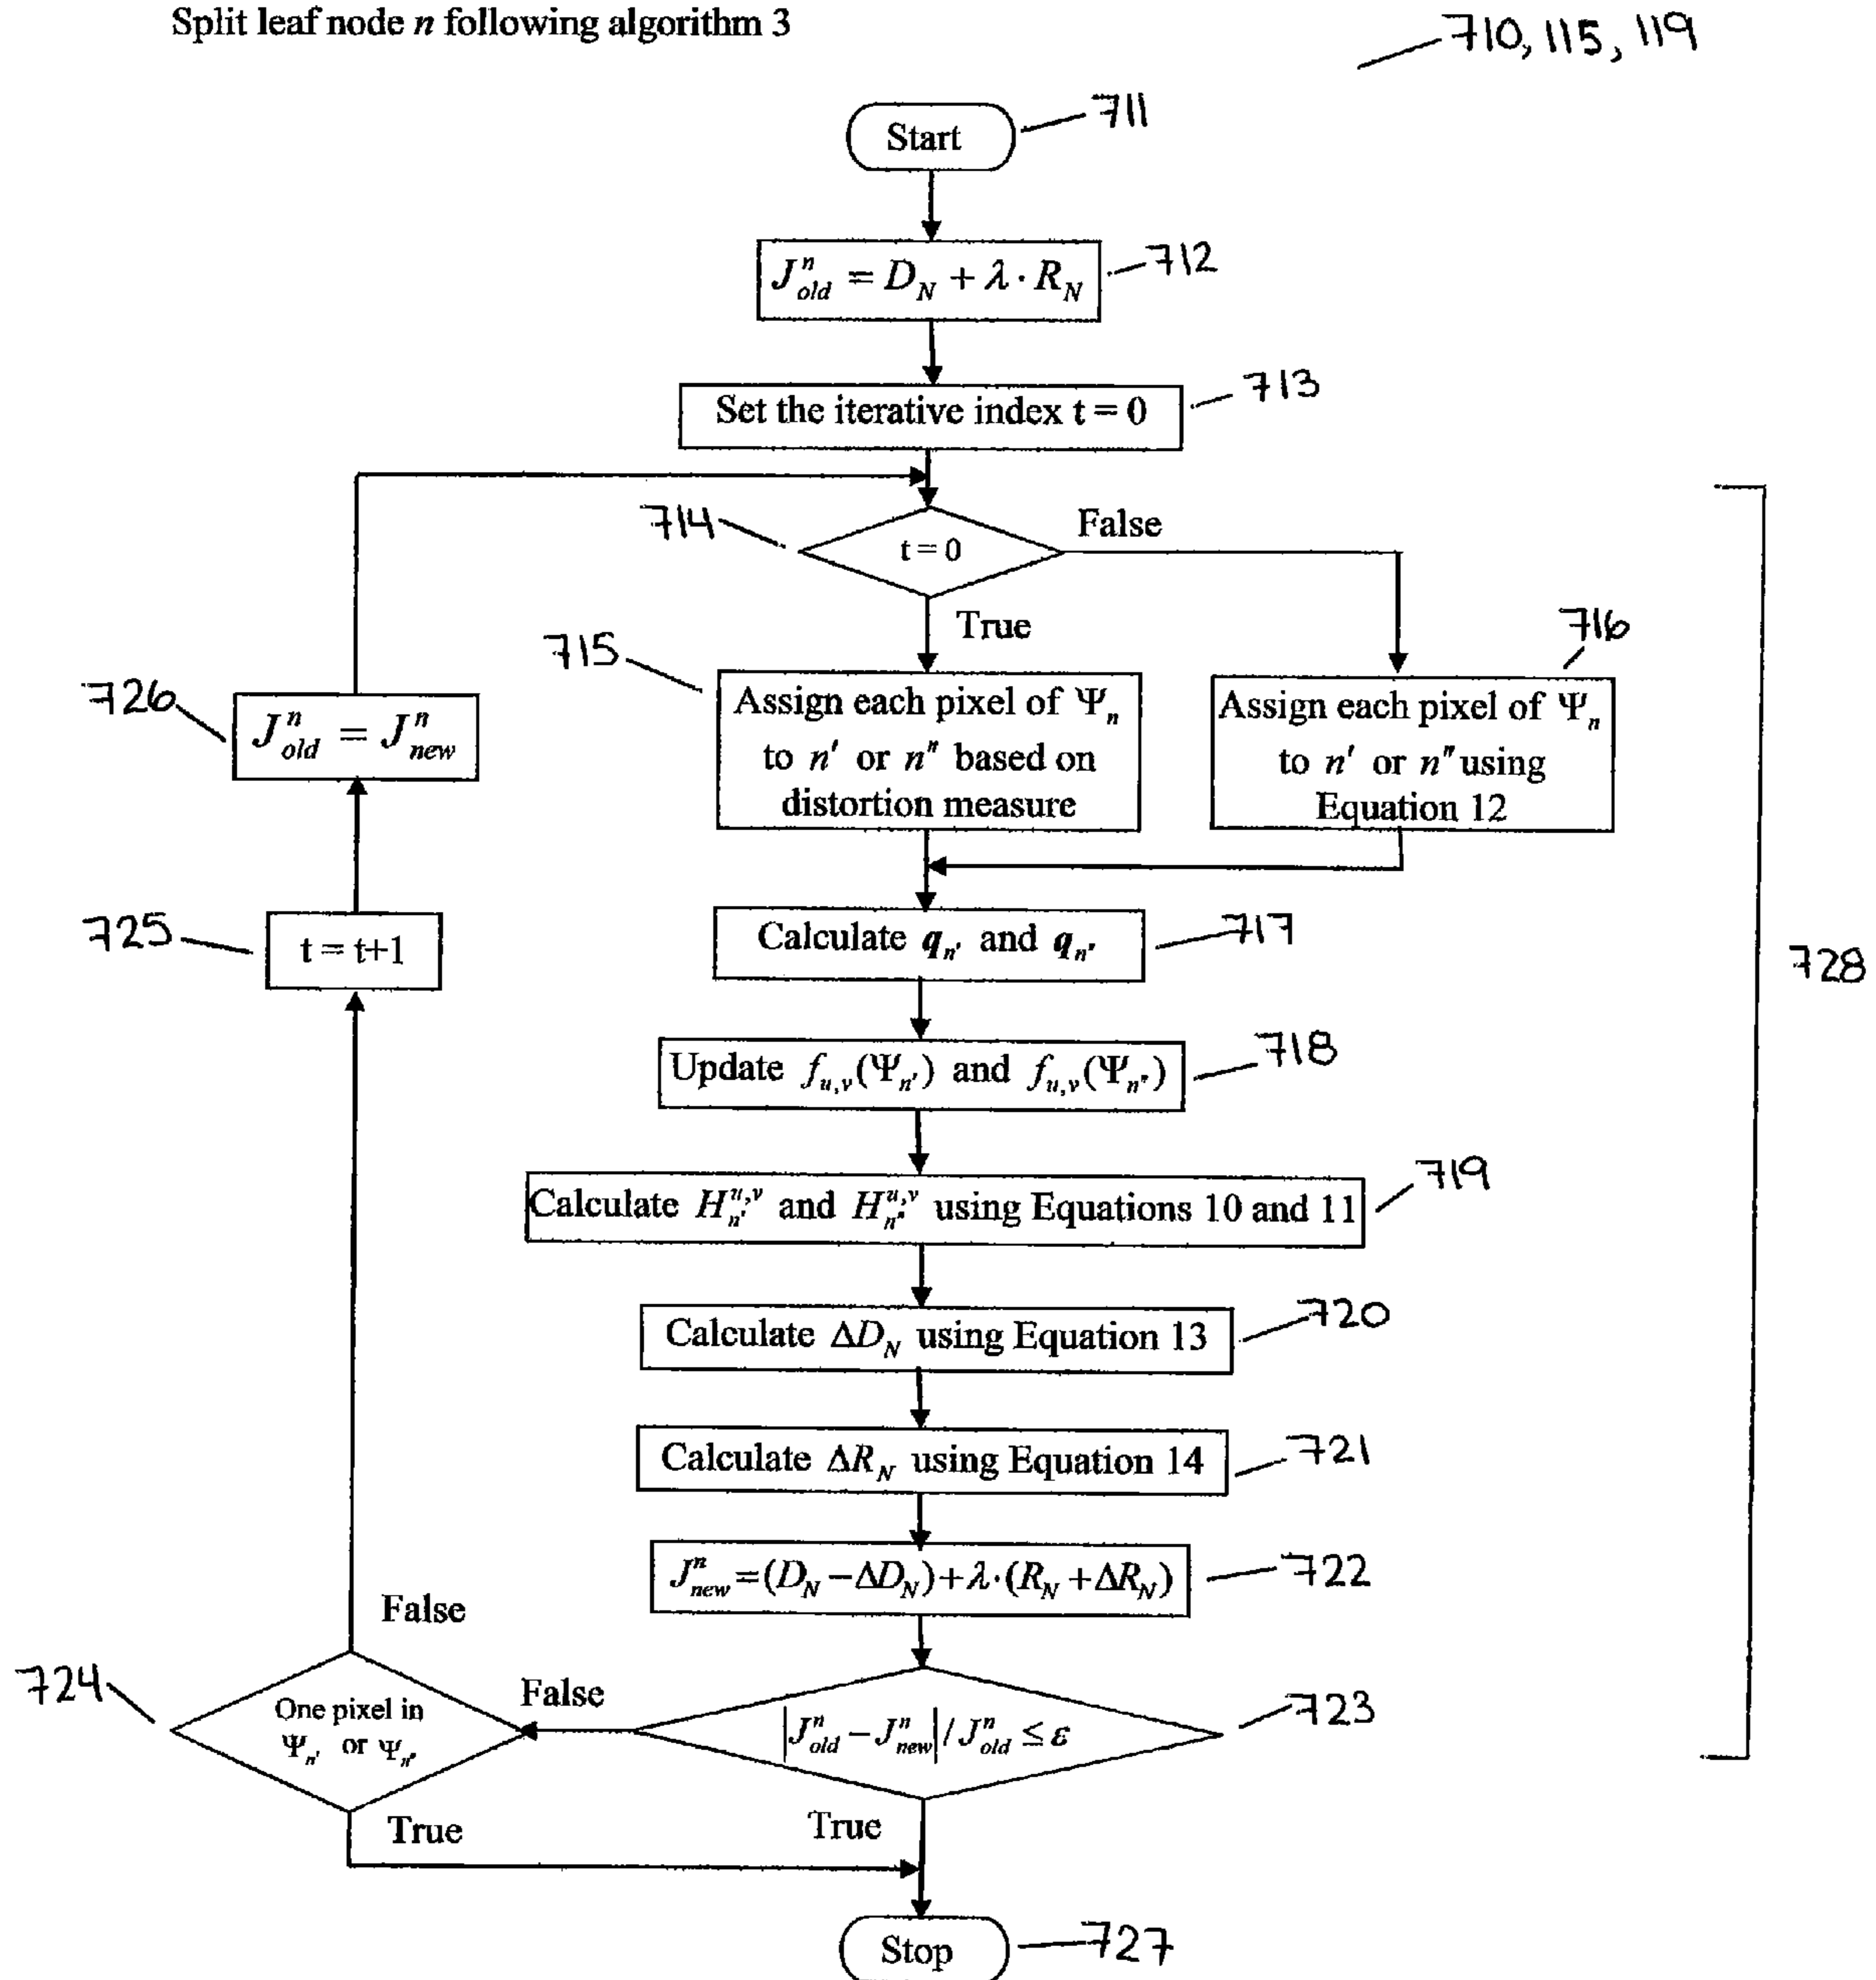 Split leaf node n following algorithm 3
710, 115, 119
Start
711
J^n_old = D_N + λ · R_N
712
Set the iterative index t = 0
713
714
t = 0
False
True
715
Assign each pixel of Ψ_n
to n' or n" based on
distortion measure
716
Assign each pixel of Ψ_n
to n' or n" using
Equation 12
726
J^n_old = J^n_new
725
t = t+1
Calculate q_n' and q_n"
717
728
Update f_u,v(Ψ_n') and f_u,v(Ψ_n")
718
Calculate H^u,v_n' and H^u,v_n" using Equations 10 and 11
719
Calculate ΔD_N using Equation 13
720
Calculate ΔR_N using Equation 14
721
J^n_new = (D_N − ΔD_N) + λ · (R_N + ΔR_N)
722
False
724
One pixel in
Ψ_n' or Ψ_n"
False
|J^n_old − J^n_new| / J^n_old ≤ ε
723
True
True
Stop
727